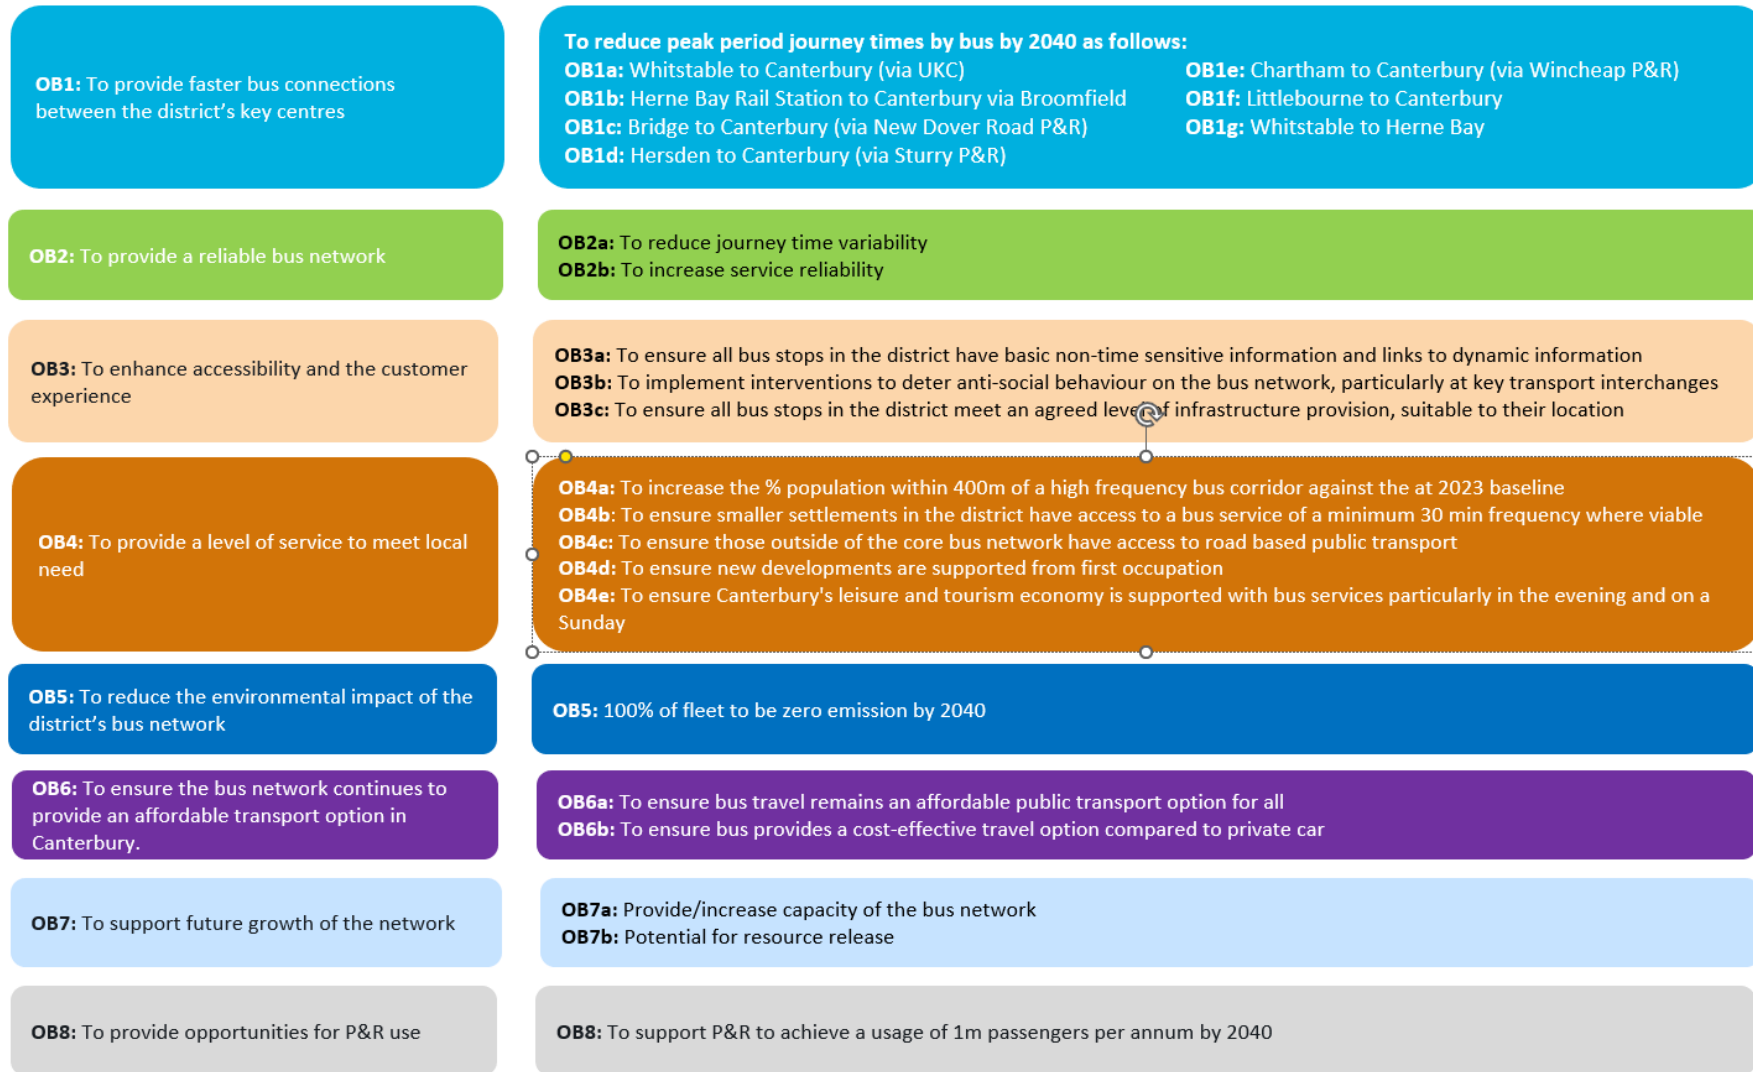 OB1: To provide faster bus connections
between the district's key centres
To reduce peak period journey times by bus by 2040 as follows:
OB1a: Whitstable to Canterbury (via UKC)
OB1b: Herne Bay Rail Station to Canterbury via Broomfield
OB1c: Bridge to Canterbury (via New Dover Road P&R)
OB1d: Hersden to Canterbury (via Sturry P&R)
OB1e: Chartham to Canterbury (via Wincheap P&R)
OB1f: Littlebourne to Canterbury
OB1g: Whitstable to Herne Bay
OB2: To provide a reliable bus network
OB2a: To reduce journey time variability
OB2b: To increase service reliability
OB3: To enhance accessibility and the customer
experience
OB3a: To ensure all bus stops in the district have basic non-time sensitive information and links to dynamic information
OB3b: To implement interventions to deter anti-social behaviour on the bus network, particularly at key transport interchanges
OB3c: To ensure all bus stops in the district meet an agreed level of infrastructure provision, suitable to their location
OB4: To provide a level of service to meet local
need
OB4a: To increase the % population within 400m of a high frequency bus corridor against the at 2023 baseline
OB4b: To ensure smaller settlements in the district have access to a bus service of a minimum 30 min frequency where viable
OB4c: To ensure those outside of the core bus network have access to road based public transport
OB4d: To ensure new developments are supported from first occupation
OB4e: To ensure Canterbury's leisure and tourism economy is supported with bus services particularly in the evening and on a
Sunday
OB5: To reduce the environmental impact of the
district's bus network
OB5: 100% of fleet to be zero emission by 2040
OB6: To ensure the bus network continues to
provide an affordable transport option in
Canterbury.
OB6a: To ensure bus travel remains an affordable public transport option for all
OB6b: To ensure bus provides a cost-effective travel option compared to private car
OB7: To support future growth of the network
OB7a: Provide/increase capacity of the bus network
OB7b: Potential for resource release
OB8: To provide opportunities for P&R use
OB8: To support P&R to achieve a usage of 1m passengers per annum by 2040